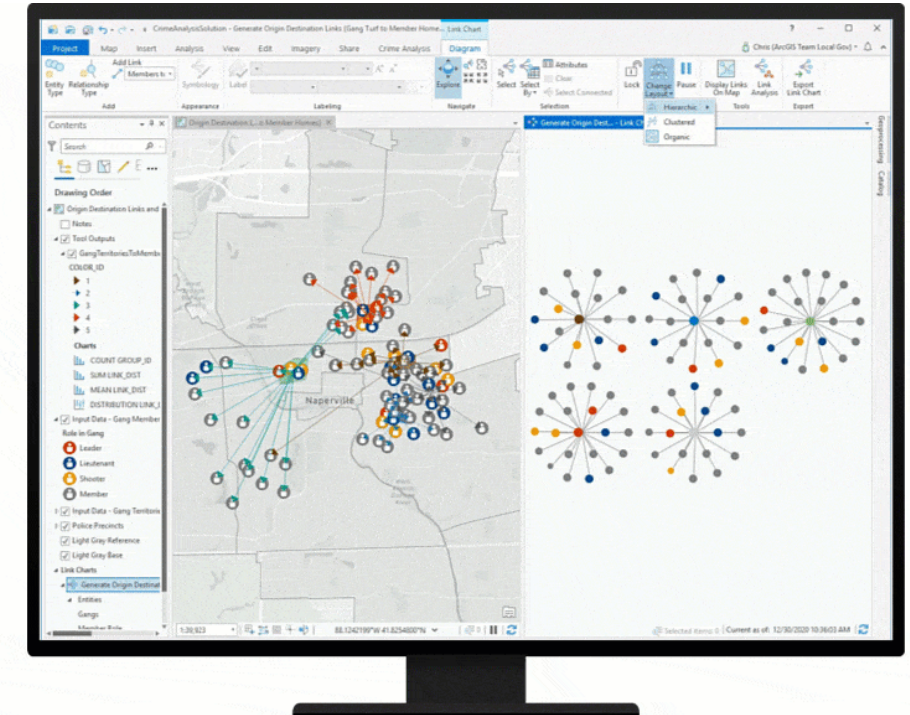 CrimeAnalysisSolution - Generate Origin Destination Links (Gang Turf to Member Home...
Link Chart
Project Map Insert Analysis View Edit Imagery Share Crime Analysis Diagram
Chris (ArcGIS Team Local Gov)
Add Link
Members t
Entity Type
Relationship Type
Symbology
Label
Explore
Select
Select By
Attributes
Clear
Select Connected
Lock
Change Layout
Pause
Display Links On Map
Link Analysis
Export Link Chart
Add Appearance Labeling Navigate Selection Tools Export
Hierarchic
Clustered
Organic
Contents
Search
Drawing Order
Origin Destination Links and
Notes
Tool Outputs
GangTerritoriesToMembe
COLOR_ID
1
2
3
4
5
Charts
COUNT GROUP_ID
SUM LINK_DIST
MEAN LINK_DIST
DISTRIBUTION LINK_
Input Data - Gang Member
Role in Gang
Leader
Lieutenant
Shooter
Member
Input Data - Gang Territorie
Police Precincts
Light Gray Reference
Light Gray Base
Link Charts
Generate Origin Destinat
Entities
Gangs
Member Role
Origin Destination L...o Member Homes)
Naperville
1:39,923
88.1242199°W 41.8254800°N
Generate Origin Dest... - Link Ch
Selected items: 0
Current as of: 12/30/2020 10:36:03 AM
Geoprocessing
Catalog